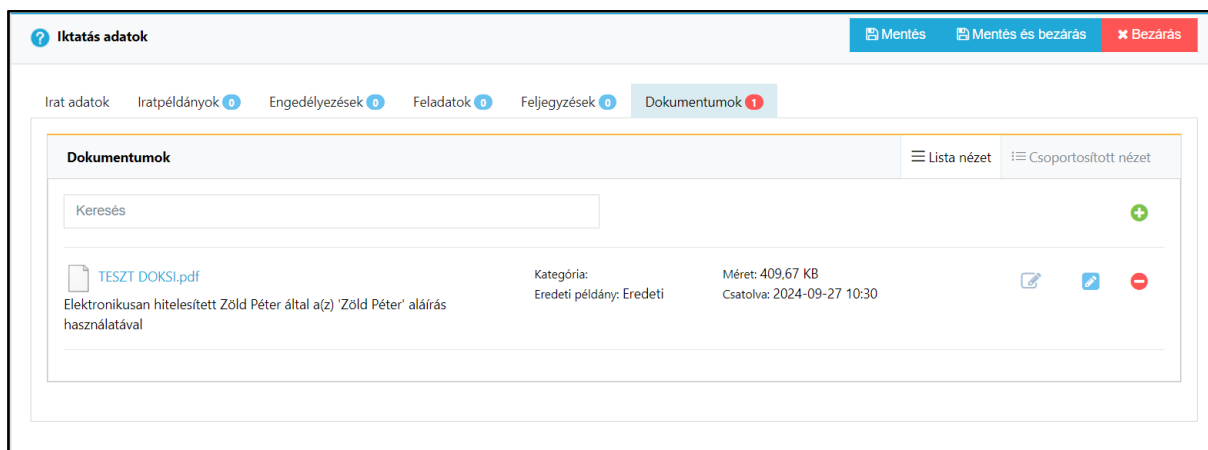 Iktatás adatok
Mentés
Mentés és bezárás
Bezárás
Irat adatok
Iratpéldányok 0
Engedélyezések 0
Feladatok 0
Feljegyzések 0
Dokumentumok 1
Dokumentumok
Lista nézet
Csoportosított nézet
Keresés
TESZT DOKSI.pdf
Elektronikusan hitelesített Zöld Péter által a(z) 'Zöld Péter' aláírás
használatával
Kategória:
Eredeti példány: Eredeti
Méret: 409,67 KB
Csatolva: 2024-09-27 10:30